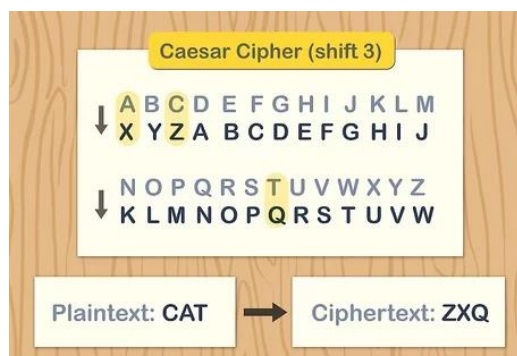 Caesar Cipher (shift 3)
A B C D E F G H I J K L M
X Y Z A B C D E F G H I J
N O P Q R S T U V W X Y Z
K L M N O P Q R S T U V W
Plaintext: CAT
Ciphertext: ZXQ